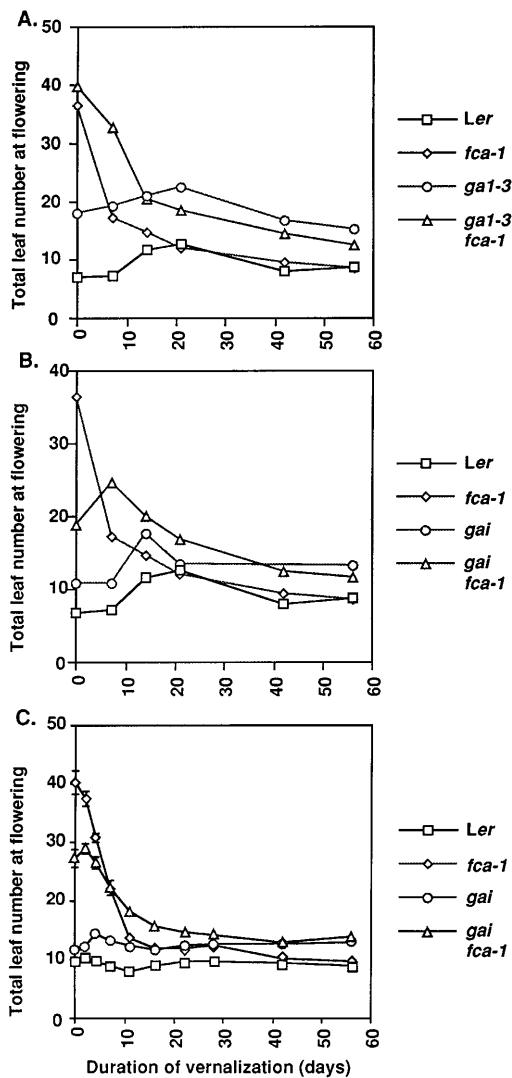 A.
Total leaf number at flowering
50
40
30
20
10
0
0 10 20 30 40 50 60
Ler
fca-1
ga1-3
ga1-3
fca-1
B.
Total leaf number at flowering
40
30
20
10
0
0 10 20 30 40 50 60
Ler
fca-1
gai
gai
fca-1
C.
Total leaf number at flowering
50
40
30
20
10
0
0 10 20 30 40 50 60
Ler
fca-1
gai
gai
fca-1
Duration of vernalization (days)